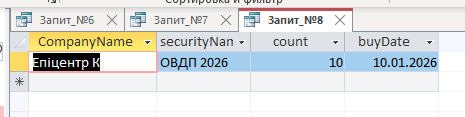 Сортировка и фильтр
Запит_№6 Запит_№7 Запит_№8
CompanyName securityNan count buyDate
Епіцентр К ОВДП 2026 10 10.01.2026